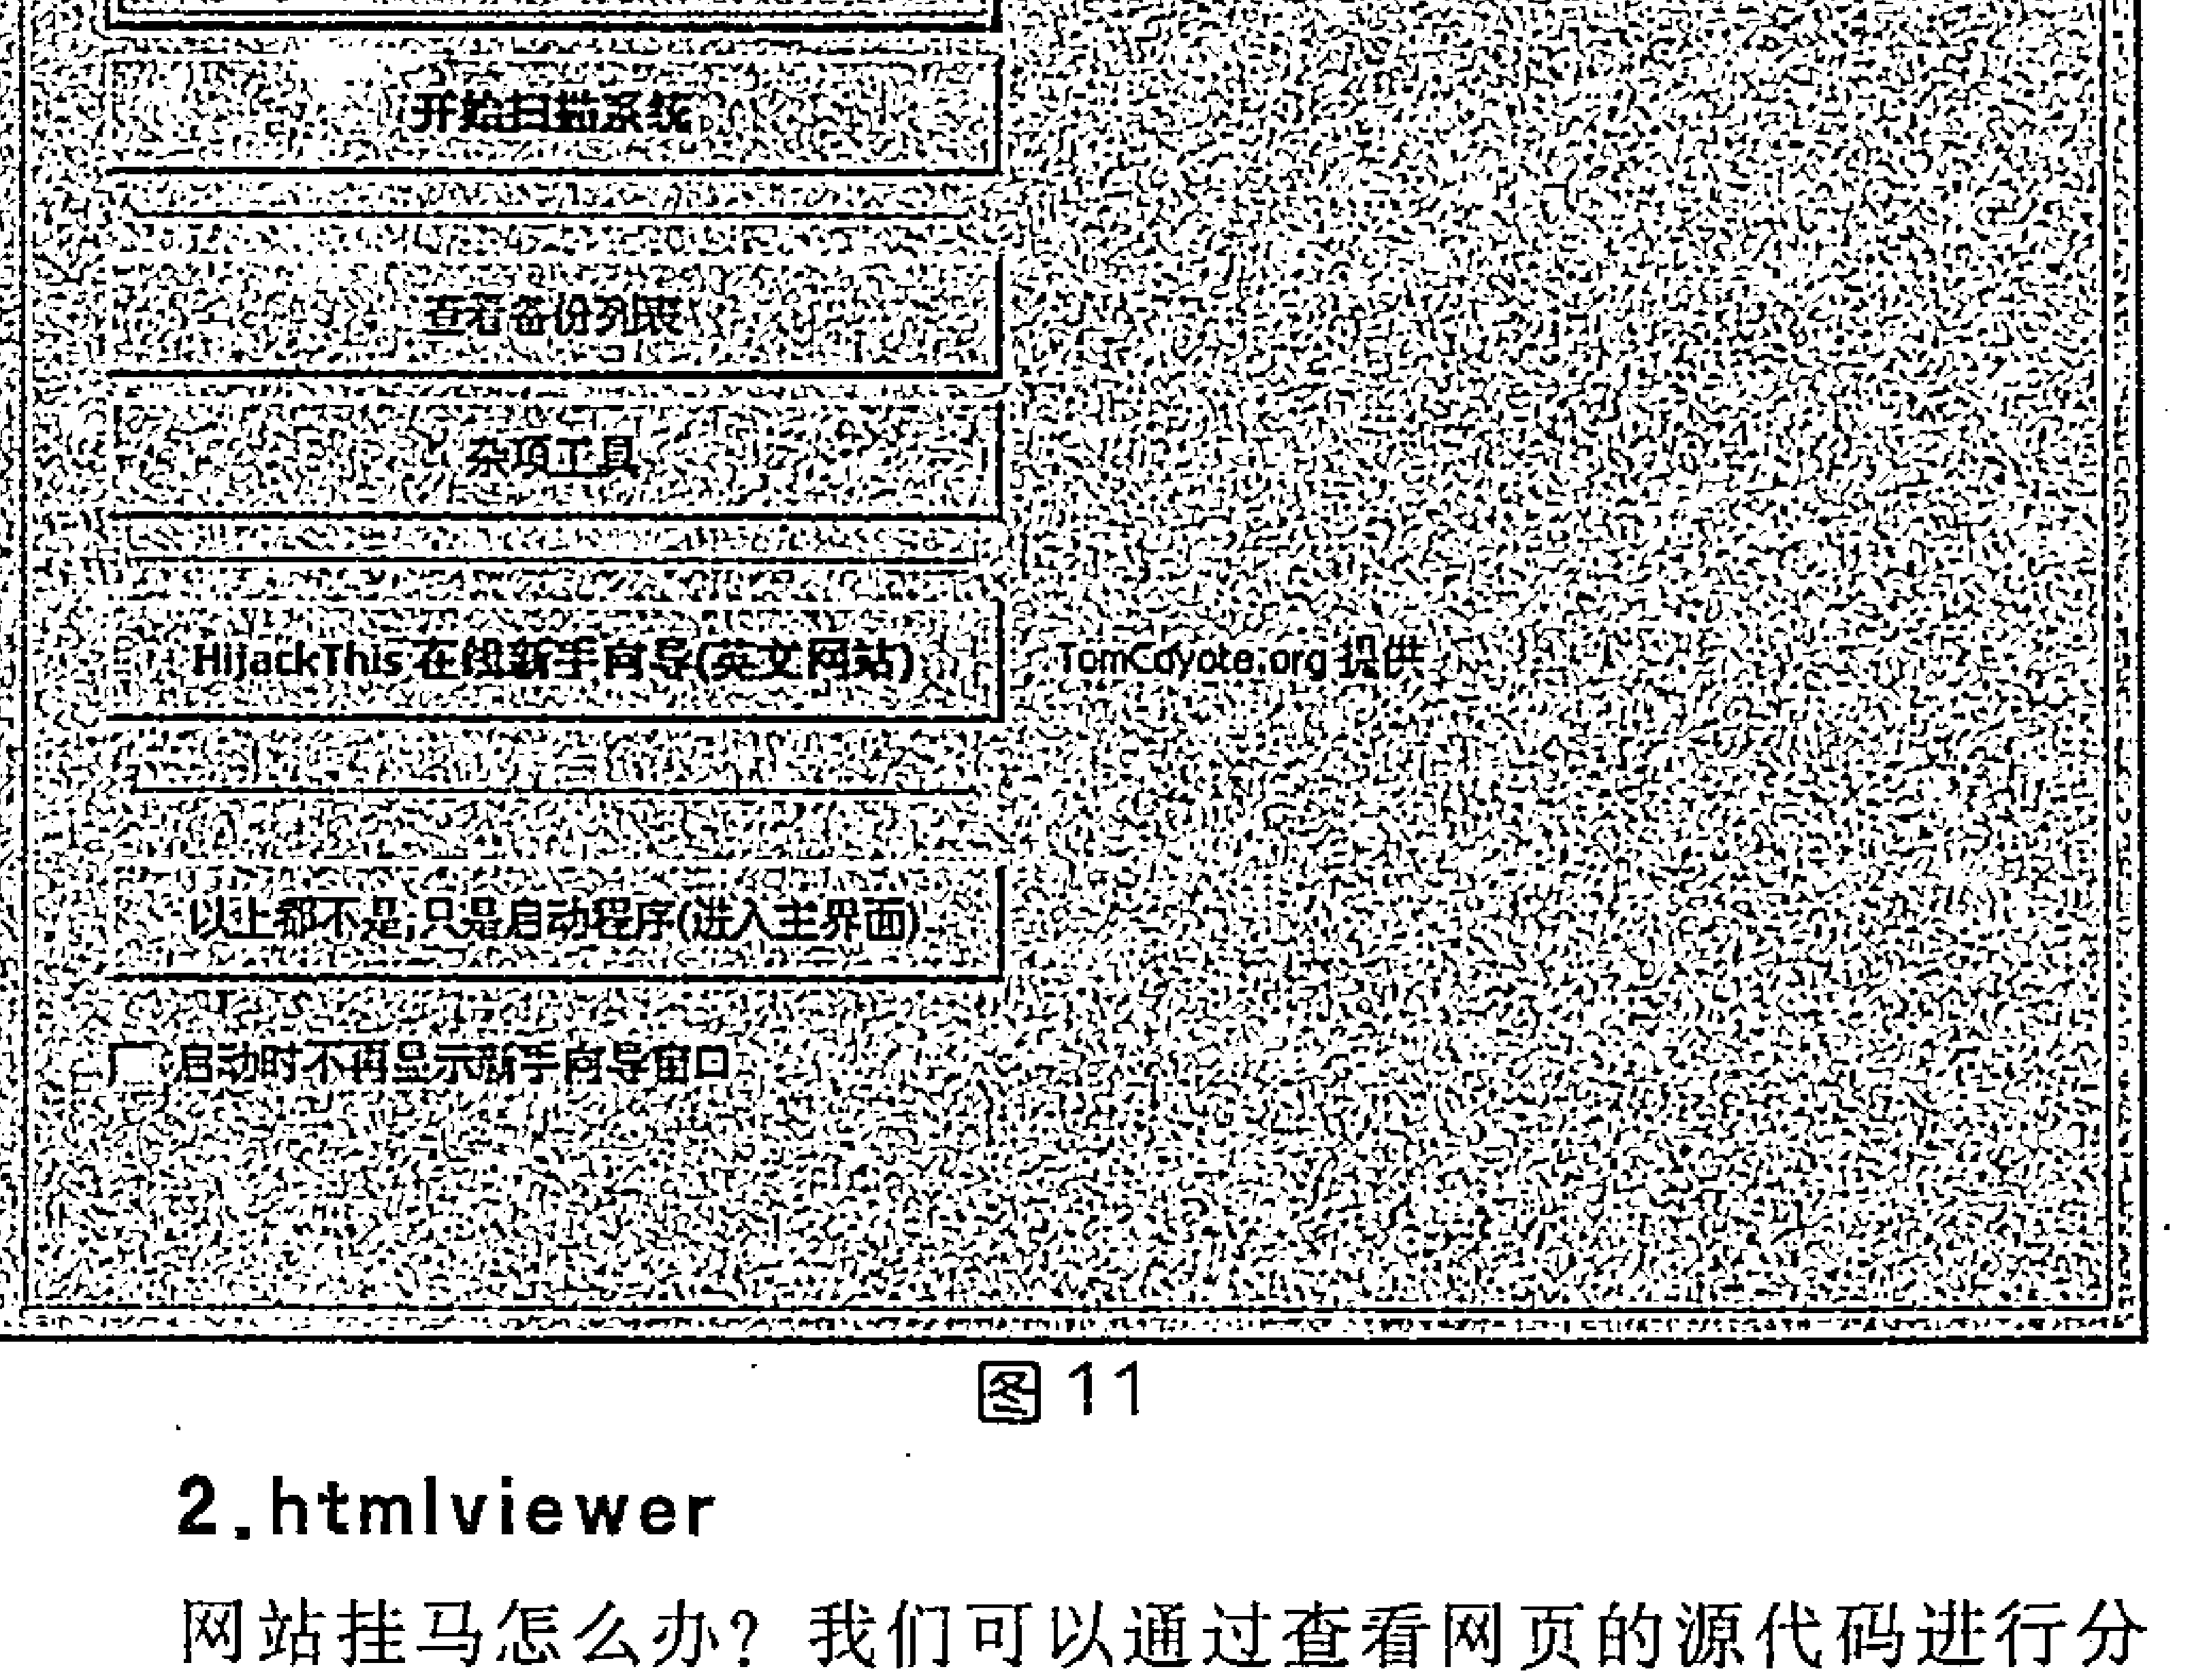 开始扫描系统
查看备份列表
杂项工具
HijackThis 在线新手向导(英文网站) TomCoyote.org 提供
以上都不是,只是启动程序(进入主界面)
启动时不再显示新手向导窗口
图11
2.htmlviewer
网站挂马怎么办？我们可以通过查看网页的源代码进行分